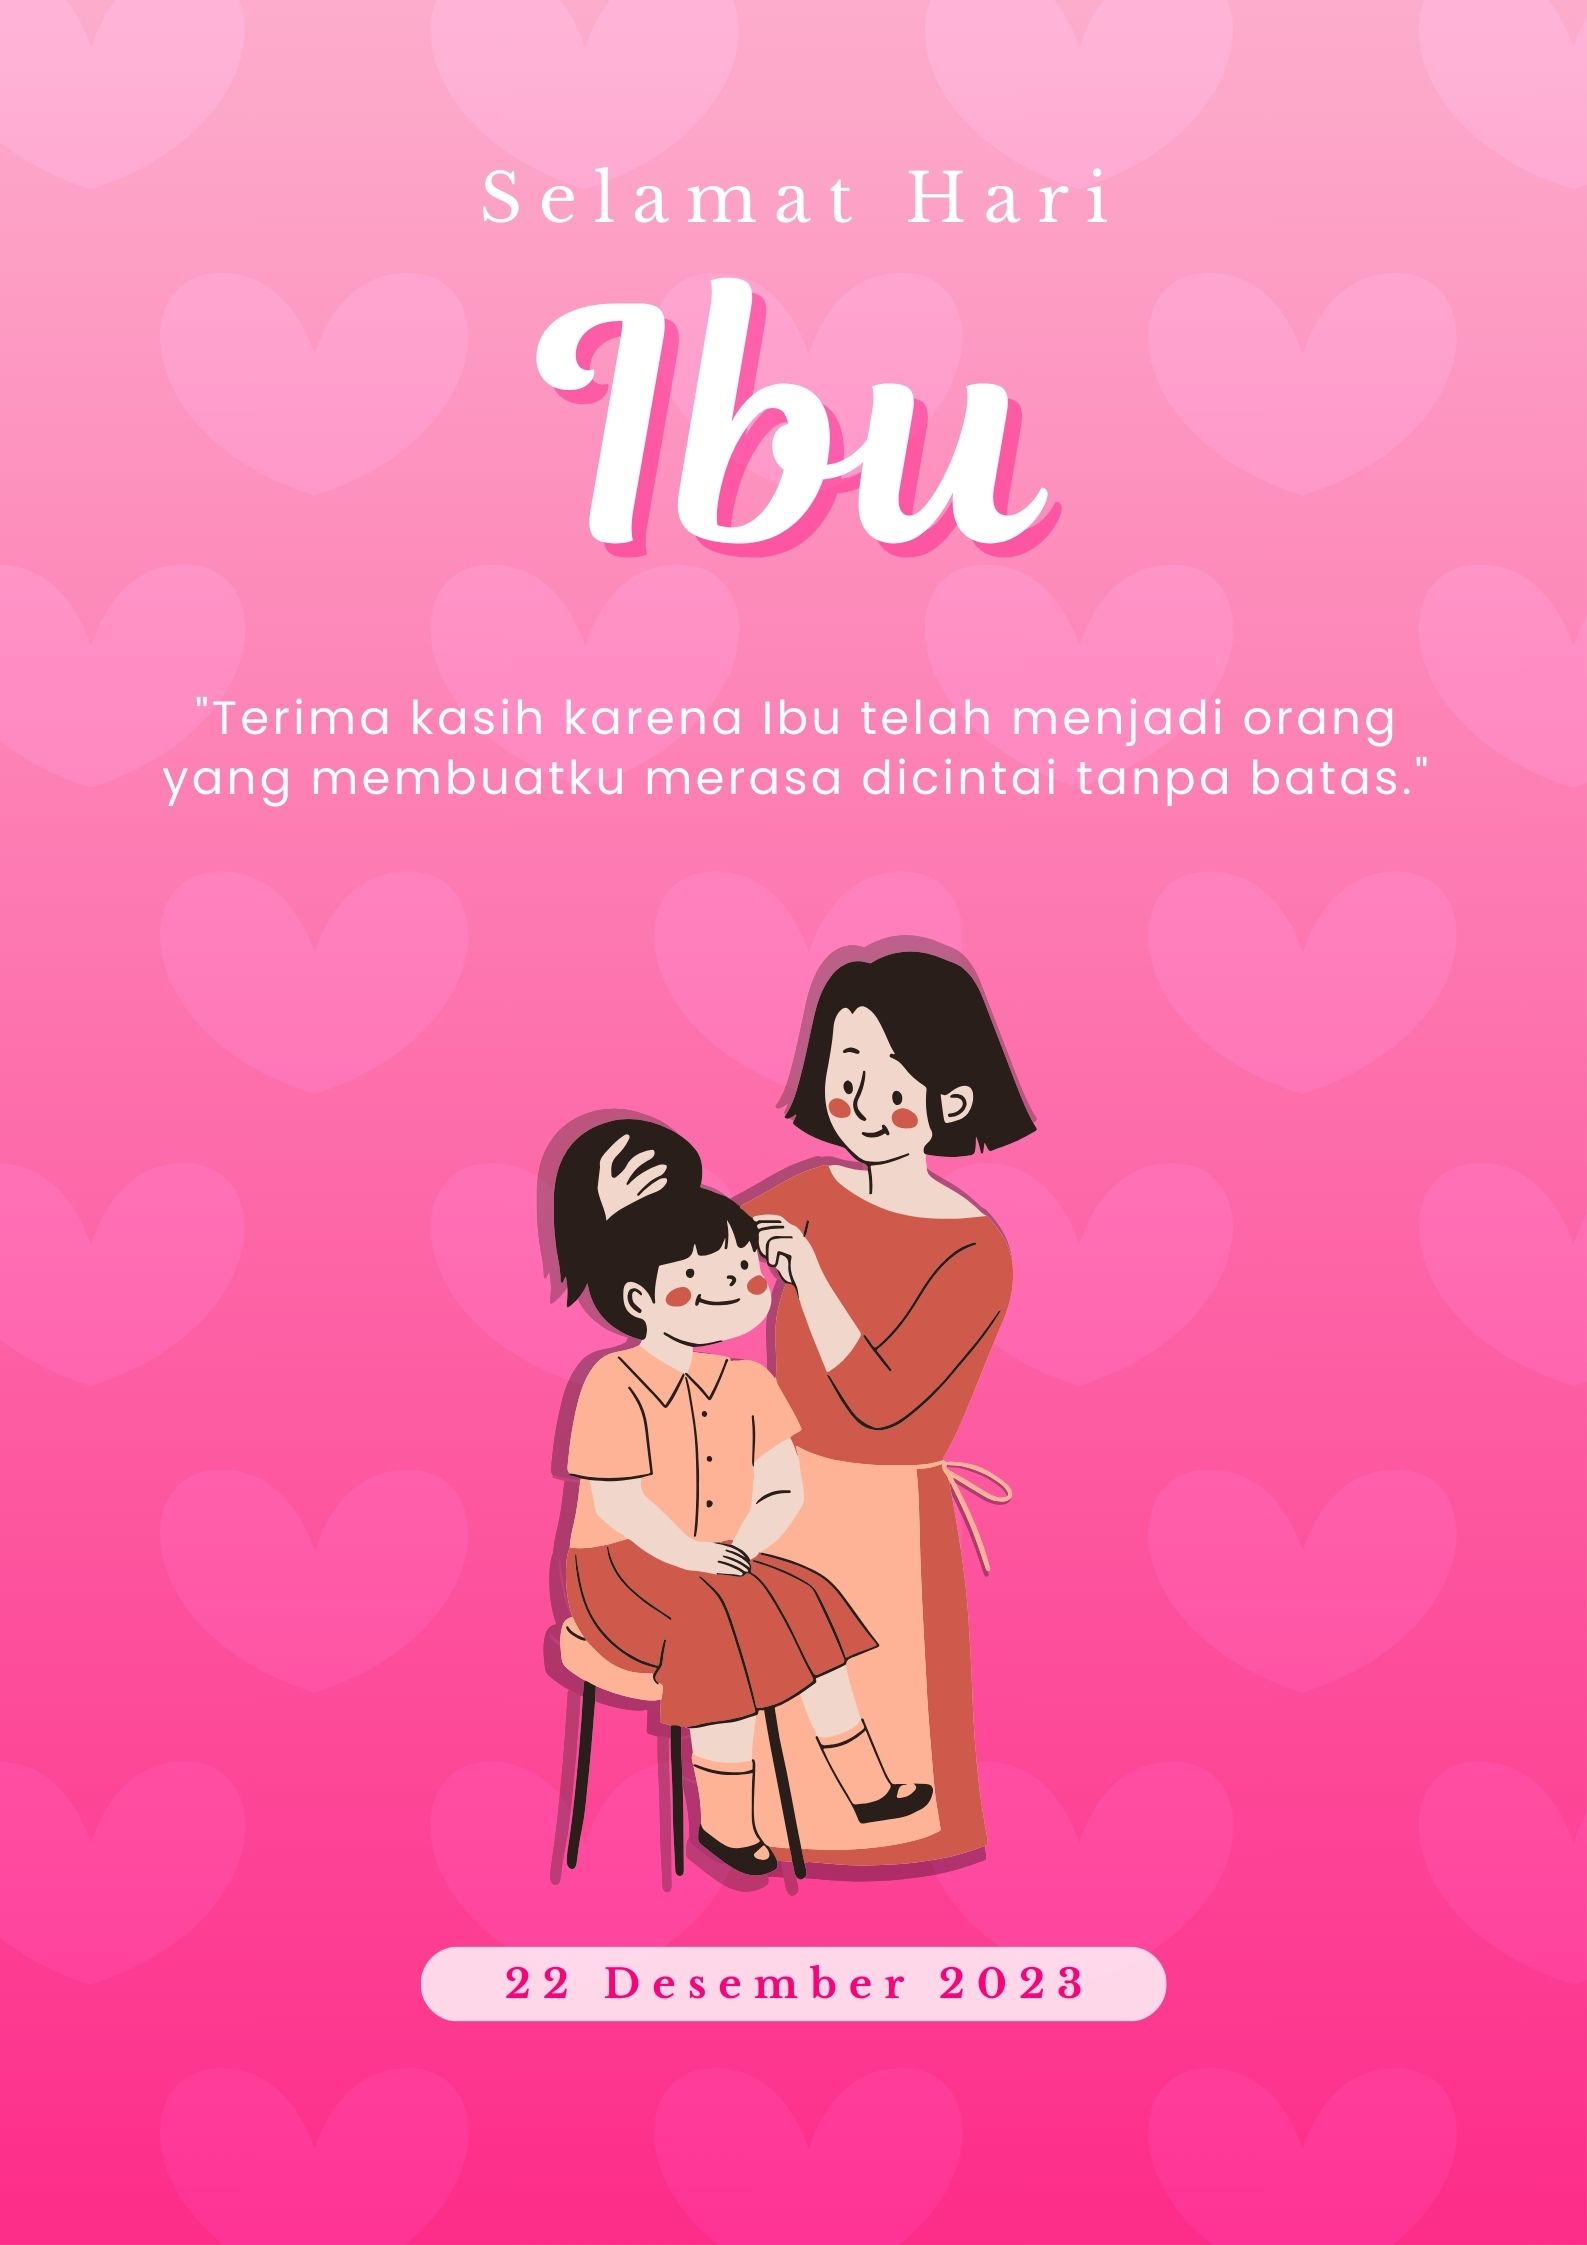 Selamat Hari
Ibu
"Terima kasih karena Ibu telah menjadi orang
yang membuatku merasa dicintai tanpa batas."
22 Desember 2023